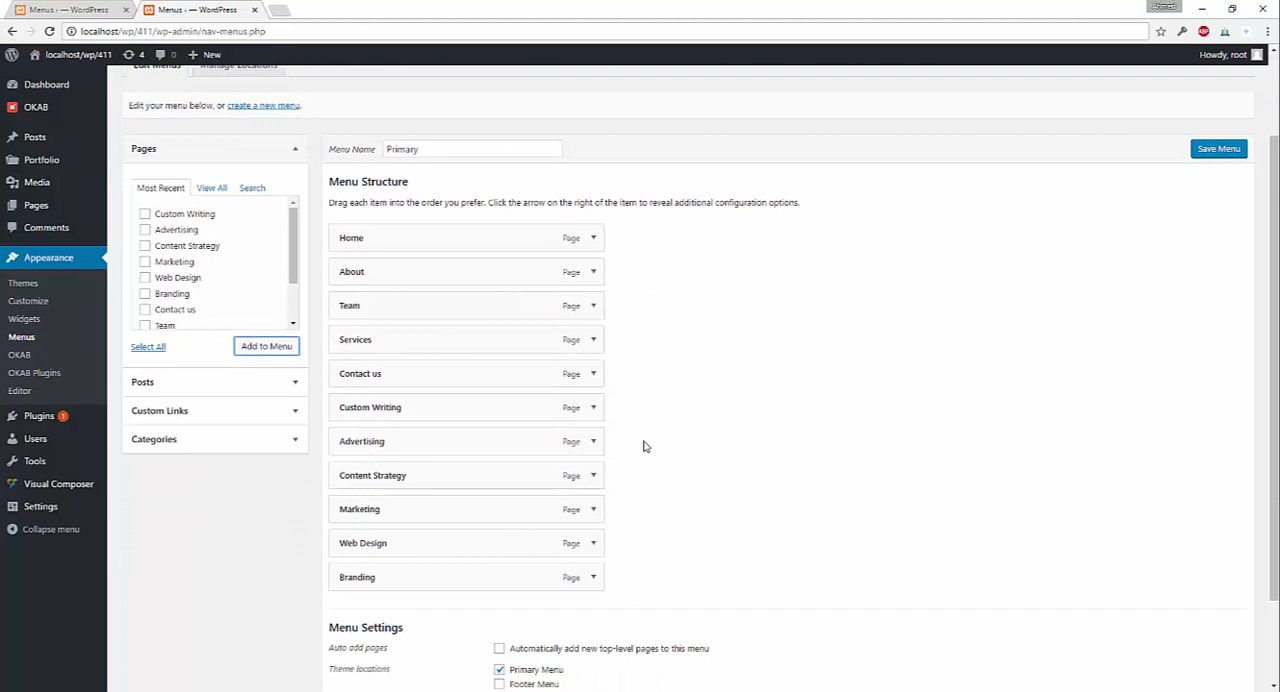 Menus ‹ — WordPress
Menus ‹ — WordPress
Ahmed
localhost/wp/411/wp-admin/nav-menus.php
localhost/wp/411
4
0
New
Howdy, root
Dashboard
OKAB
Posts
Portfolio
Media
Pages
Comments
Appearance
Themes
Customize
Widgets
Menus
OKAB
OKAB Plugins
Editor
Plugins 1
Users
Tools
Visual Composer
Settings
Collapse menu
Edit Menus
Manage Locations
Edit your menu below, or create a new menu.
Pages
Most Recent
View All
Search
Custom Writing
Advertising
Content Strategy
Marketing
Web Design
Branding
Contact us
Team
Select All
Add to Menu
Posts
Custom Links
Categories
Menu Name
Primary
Save Menu
Menu Structure
Drag each item into the order you prefer. Click the arrow on the right of the item to reveal additional configuration options.
Home Page
About Page
Team Page
Services Page
Contact us Page
Custom Writing Page
Advertising Page
Content Strategy Page
Marketing Page
Web Design Page
Branding Page
Menu Settings
Auto add pages
Automatically add new top-level pages to this menu
Theme locations
Primary Menu
Footer Menu